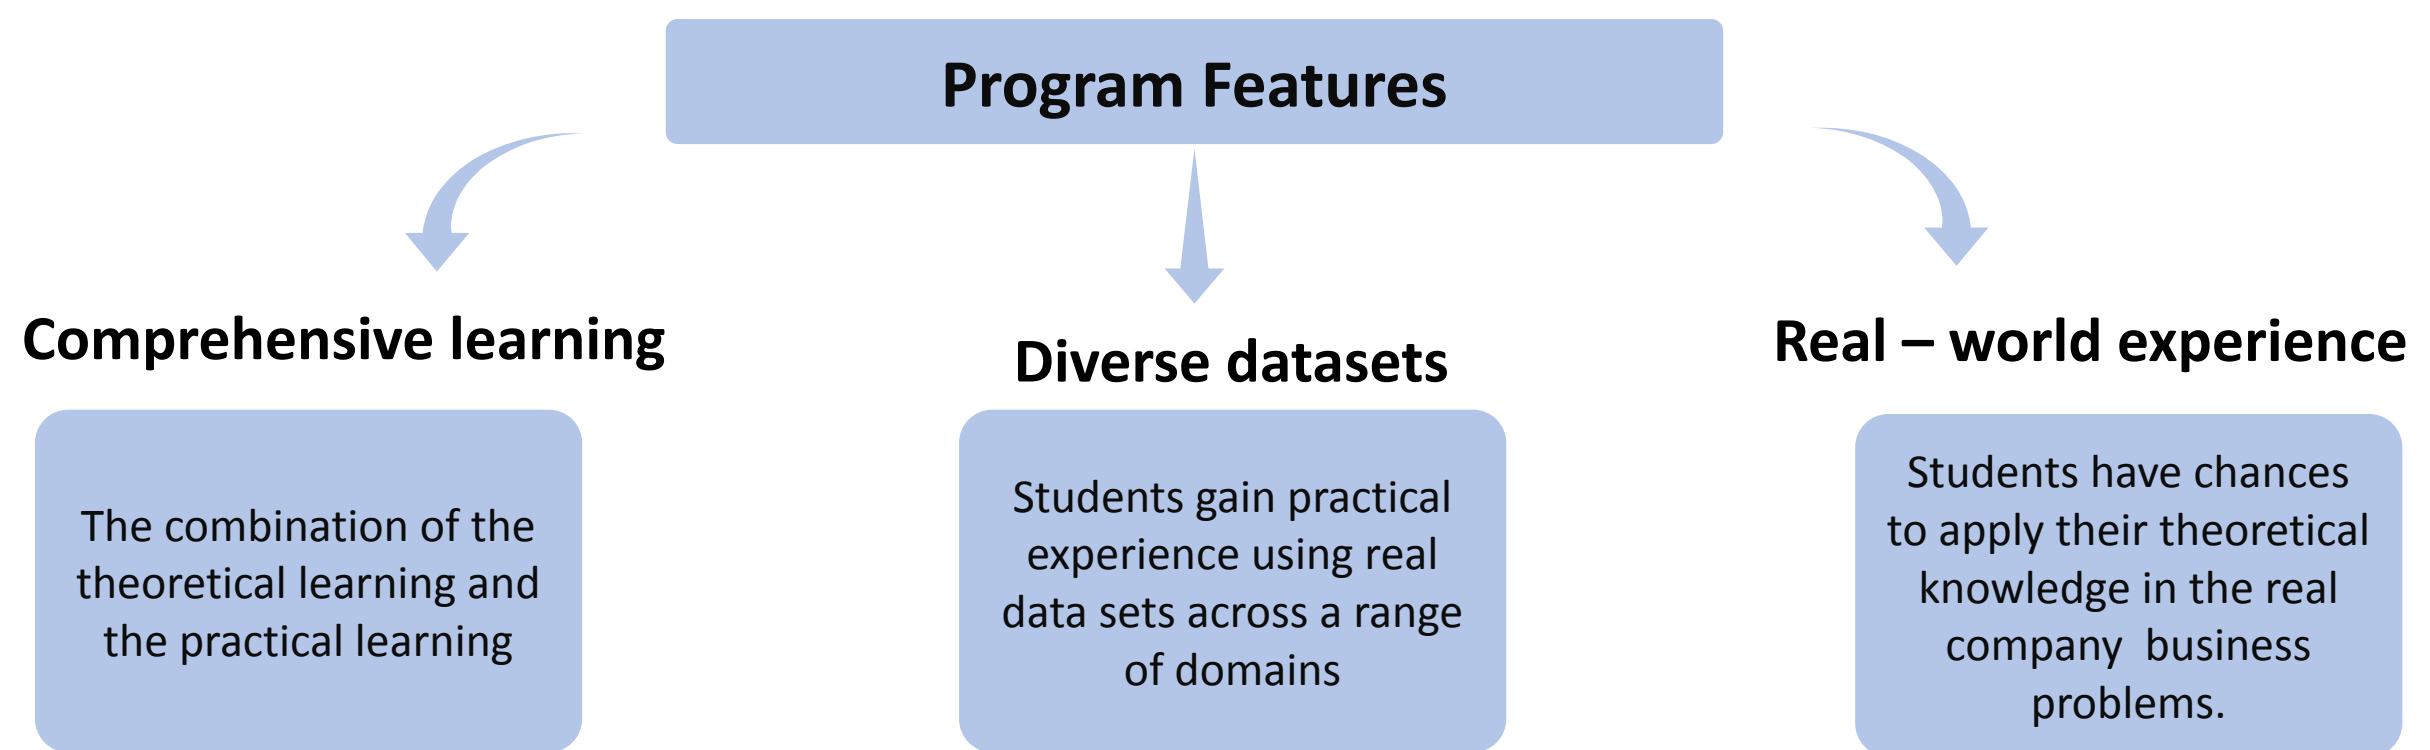 Program Features
Comprehensive learning
The combination of the
theoretical learning and
the practical learning
Diverse datasets
Students gain practical
experience using real
data sets across a range
of domains
Real – world experience
Students have chances
to apply their theoretical
knowledge in the real
company  business
problems.